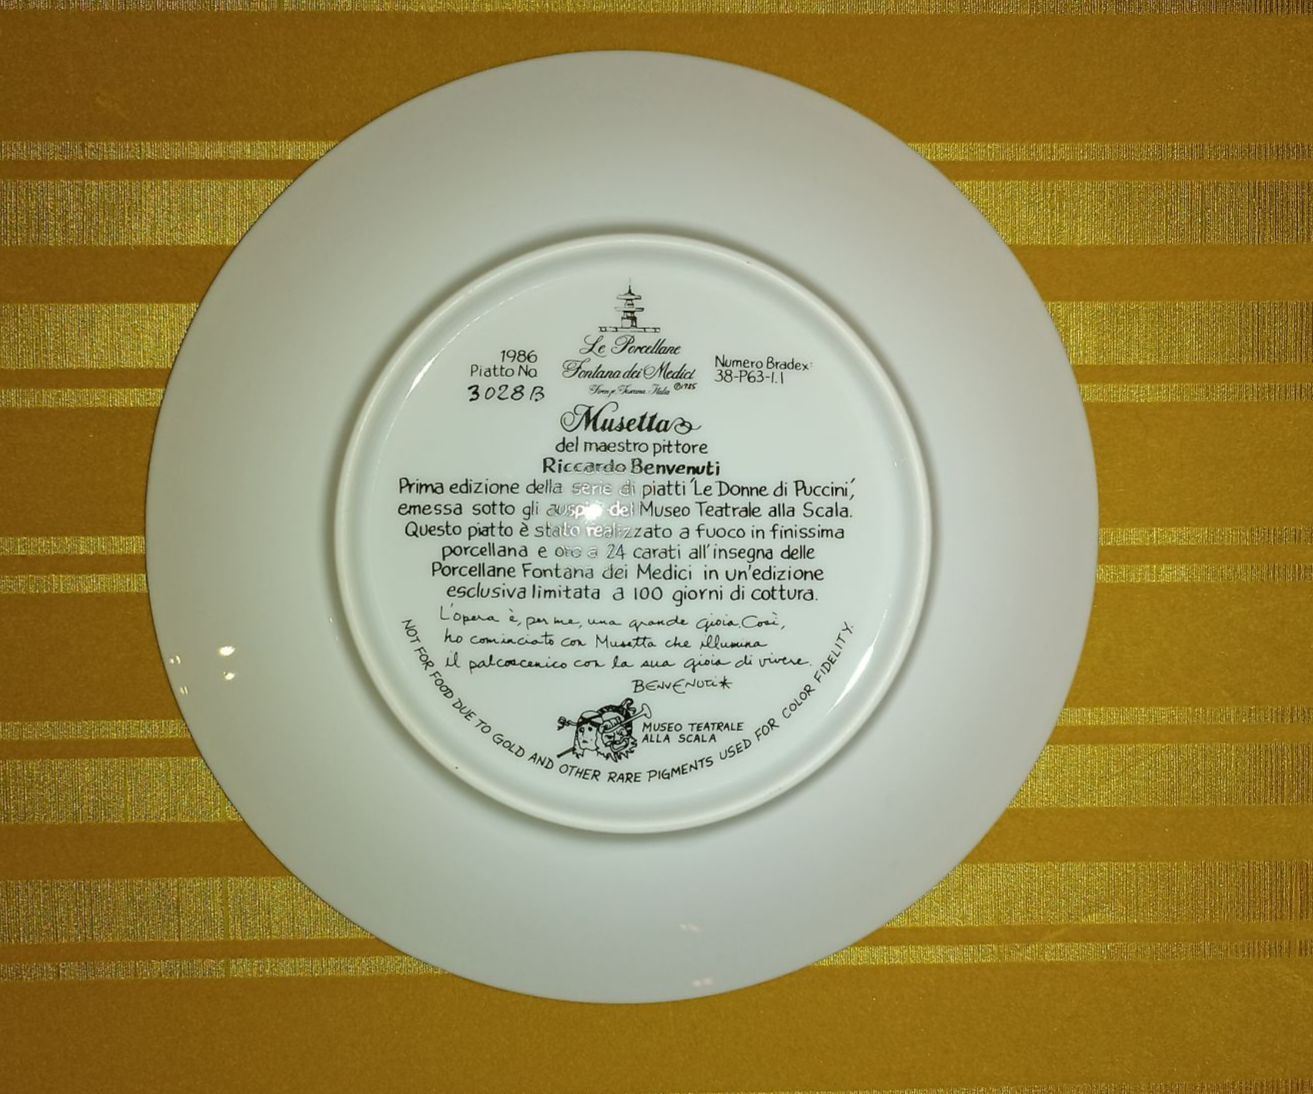 1986
Piatto No
3028B
Le Porcellane
Fontana dei Medici
©1985
Numero Bradex:
38-P63-1.1
Musetta
del maestro pittore
Riccardo Benvenuti
Prima edizione della serie di piatti 'Le Donne di Puccini',
emessa sotto gli auspici del Museo Teatrale alla Scala.
Questo piatto è stato realizzato a fuoco in finissima
porcellana e oro a 24 carati all'insegna delle
Porcellane Fontana dei Medici in un'edizione
esclusiva limitata a 100 giorni di cottura.
L'opera è, per me, una grande gioia. Così,
ho cominciato con Musetta che illumina
il palcoscenico con la sua gioia di vivere.
BENVENUTI*
MUSEO TEATRALE
ALLA SCALA
NOT FOR FOOD DUE TO GOLD AND OTHER RARE PIGMENTS USED FOR COLOR FIDELITY.